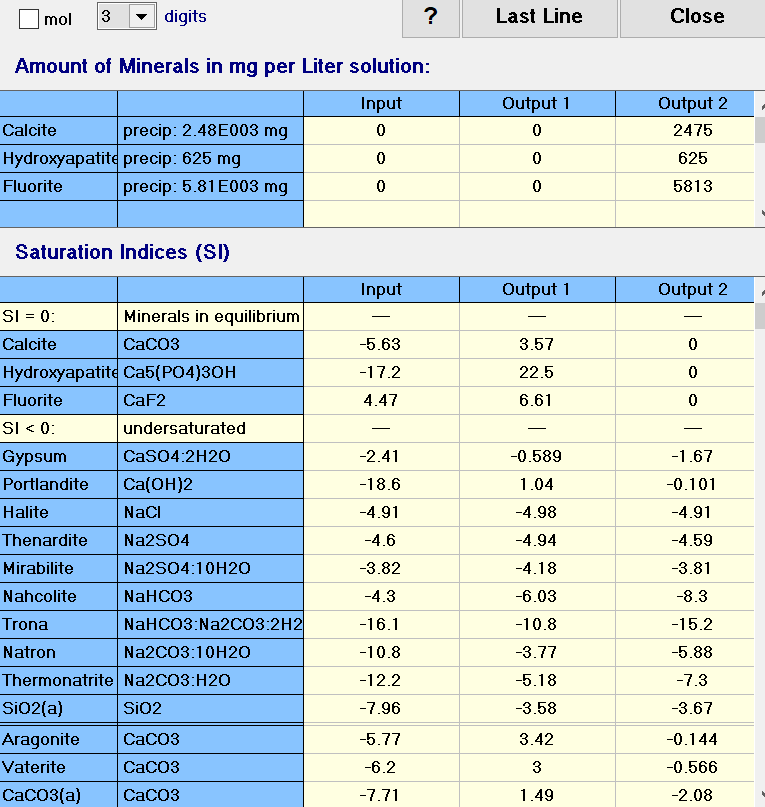 mol 3 digits ? Last Line Close
Amount of Minerals in mg per Liter solution:
Input Output 1 Output 2
Calcite precip: 2.48E003 mg 0 0 2475
Hydroxyapatite precip: 625 mg 0 0 625
Fluorite precip: 5.81E003 mg 0 0 5813
Saturation Indices (SI)
Input Output 1 Output 2
SI = 0: Minerals in equilibrium — — —
Calcite CaCO3 -5.63 3.57 0
Hydroxyapatite Ca5(PO4)3OH -17.2 22.5 0
Fluorite CaF2 4.47 6.61 0
SI < 0: undersaturated — — —
Gypsum CaSO4:2H2O -2.41 -0.589 -1.67
Portlandite Ca(OH)2 -18.6 1.04 -0.101
Halite NaCl -4.91 -4.98 -4.91
Thenardite Na2SO4 -4.6 -4.94 -4.59
Mirabilite Na2SO4:10H2O -3.82 -4.18 -3.81
Nahcolite NaHCO3 -4.3 -6.03 -8.3
Trona NaHCO3:Na2CO3:2H2 -16.1 -10.8 -15.2
Natron Na2CO3:10H2O -10.8 -3.77 -5.88
Thermonatrite Na2CO3:H2O -12.2 -5.18 -7.3
SiO2(a) SiO2 -7.96 -3.58 -3.67
Aragonite CaCO3 -5.77 3.42 -0.144
Vaterite CaCO3 -6.2 3 -0.566
CaCO3(a) CaCO3 -7.71 1.49 -2.08